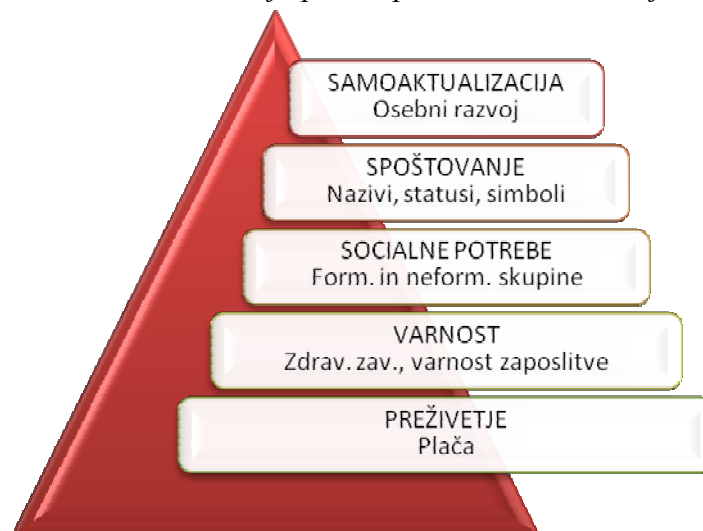 SAMOAKTUALIZACIJA
Osebni razvoj
SPOŠTOVANJE
Nazivi, statusi, simboli
SOCIALNE POTREBE
Form. in neform. skupine
VARNOST
Zdrav. zav., varnost zaposlitve
PREŽIVETJE
Plača